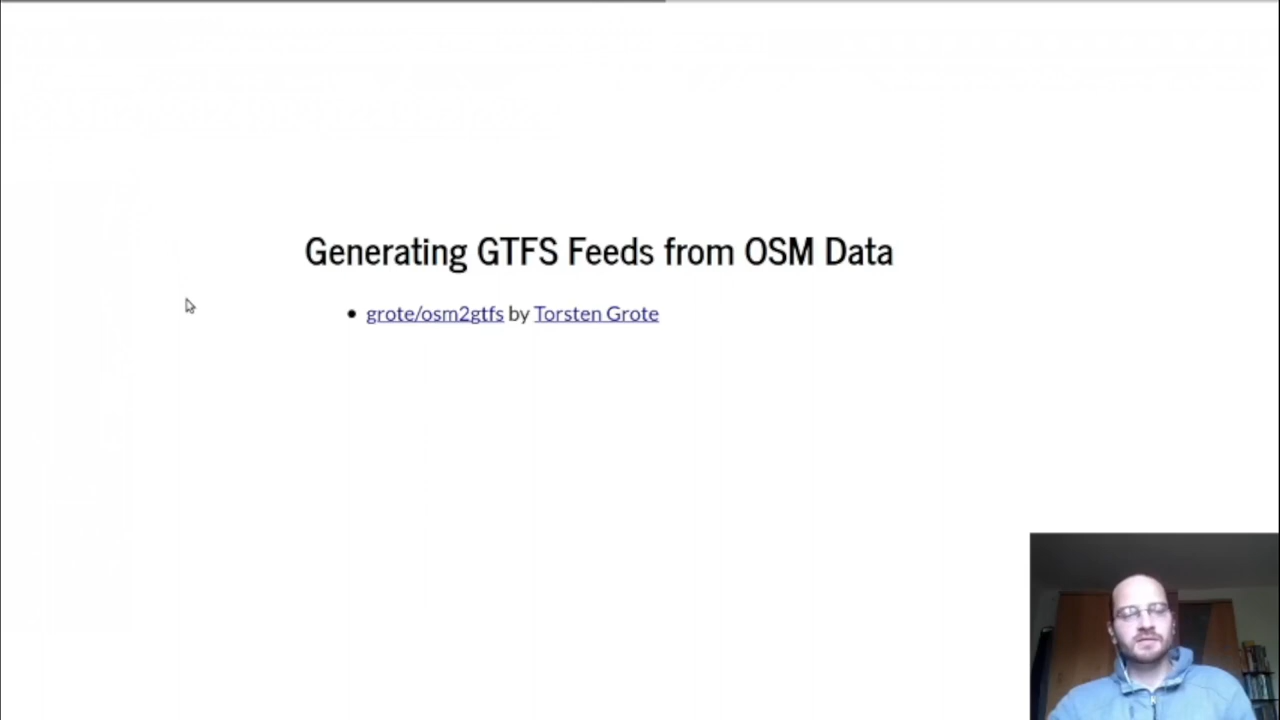 Generating GTFS Feeds from OSM Data
• grote/osm2gtfs by Torsten Grote